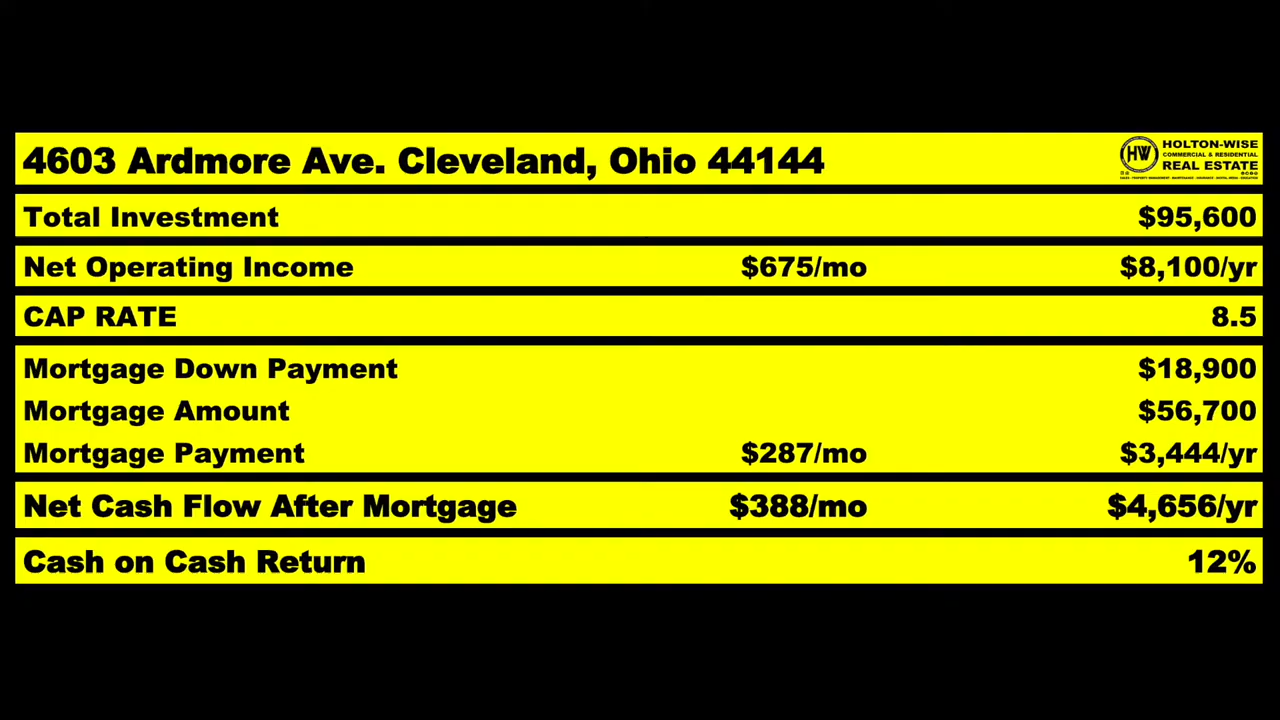 4603 Ardmore Ave. Cleveland, Ohio 44144
HW
HOLTON-WISE
COMMERCIAL & RESIDENTIAL
REAL ESTATE
Total Investment $95,600
Net Operating Income $675/mo $8,100/yr
CAP RATE 8.5
Mortgage Down Payment $18,900
Mortgage Amount $56,700
Mortgage Payment $287/mo $3,444/yr
Net Cash Flow After Mortgage $388/mo $4,656/yr
Cash on Cash Return 12%